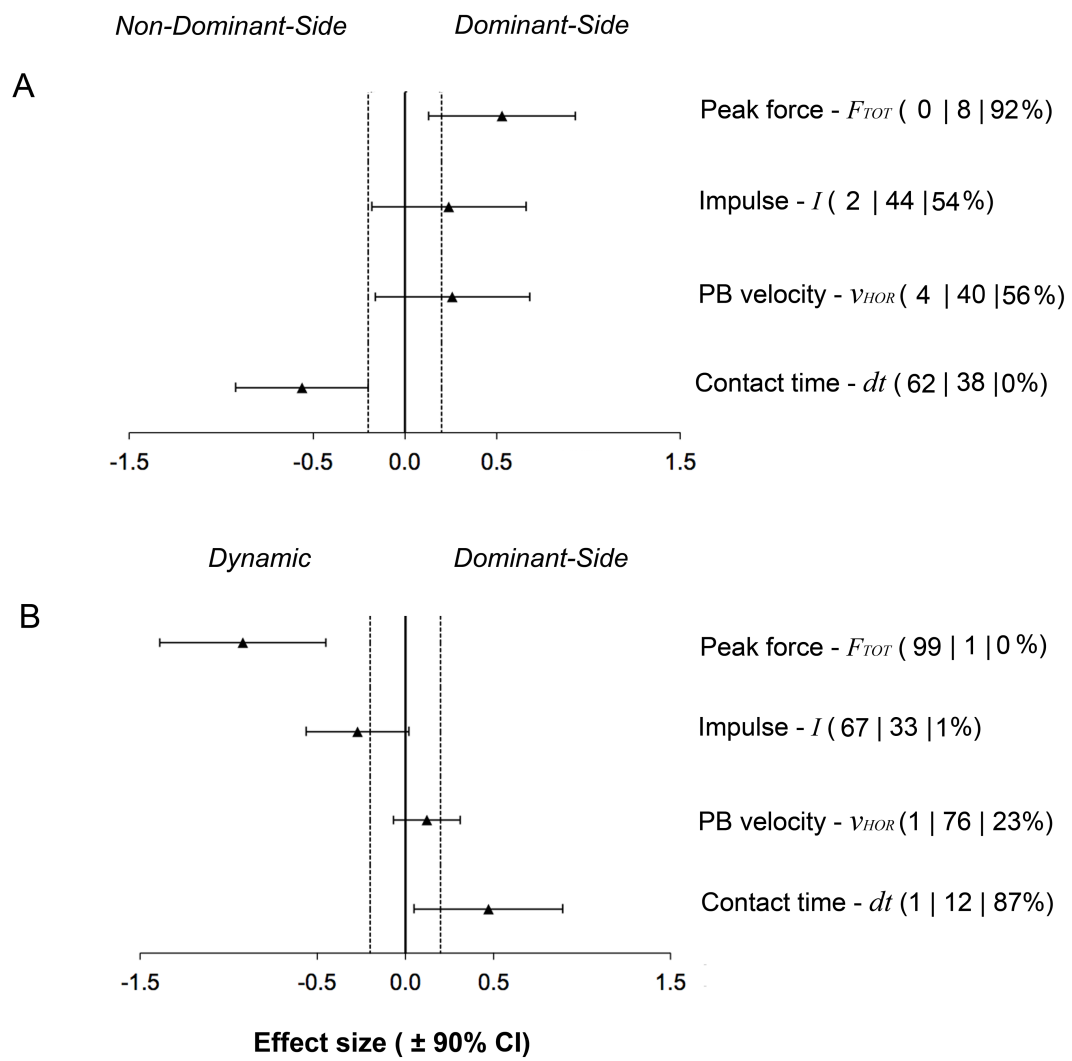 Non-Dominant-Side Dominant-Side
A
Peak force - FTOT ( 0 | 8 | 92%)
Impulse - I ( 2 | 44 | 54%)
PB velocity - vHOR ( 4 | 40 | 56%)
Contact time - dt ( 62 | 38 | 0%)
-1.5 -0.5 0.0 0.5 1.5
Dynamic Dominant-Side
B
Peak force - FTOT ( 99 | 1 | 0 %)
Impulse - I ( 67 | 33 | 1%)
PB velocity - vHOR (1 | 76 | 23%)
Contact time - dt (1 | 12 | 87%)
-1.5 -0.5 0.0 0.5 1.5
Effect size ( ± 90% CI)